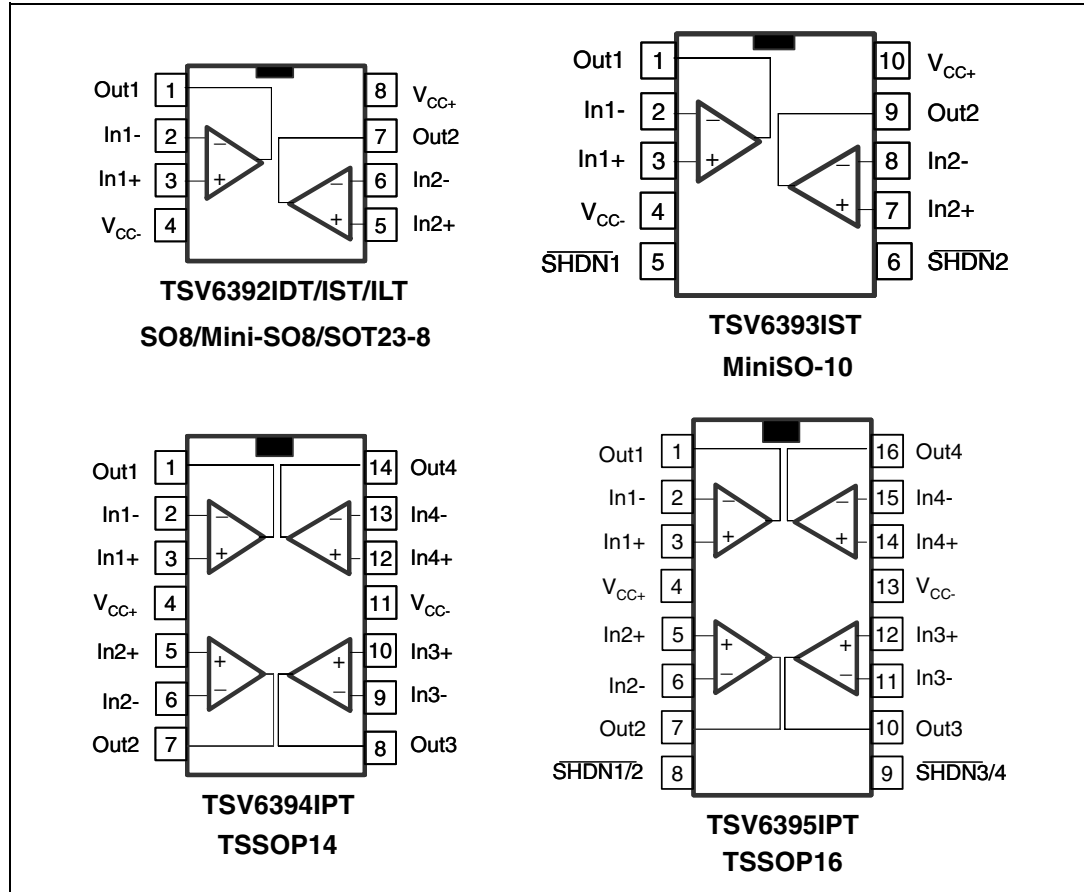 Out1 1 8 VCC+
In1- 2 − 7 Out2
In1+ 3 + − 6 In2-
VCC- 4 + 5 In2+
TSV6392IDT/IST/ILT
SO8/Mini-SO8/SOT23-8
Out1 1 10 VCC+
In1- 2 − 9 Out2
In1+ 3 + − 8 In2-
VCC- 4 + 7 In2+
SHDN1 5 6 SHDN2
TSV6393IST
MiniSO-10
Out1 1 14 Out4
In1- 2 − − 13 In4-
In1+ 3 + + 12 In4+
VCC+ 4 11 VCC-
In2+ 5 + + 10 In3+
In2- 6 − − 9 In3-
Out2 7 8 Out3
TSV6394IPT
TSSOP14
Out1 1 16 Out4
In1- 2 − − 15 In4-
In1+ 3 + + 14 In4+
VCC+ 4 13 VCC-
In2+ 5 + + 12 In3+
In2- 6 − − 11 In3-
Out2 7 10 Out3
SHDN1/2 8 9 SHDN3/4
TSV6395IPT
TSSOP16